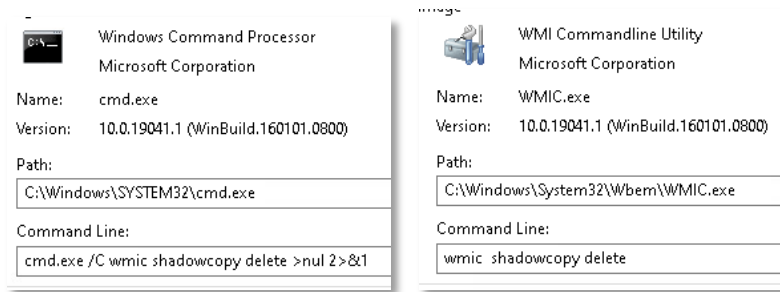 Windows Command Processor
Microsoft Corporation
Name: cmd.exe
Version: 10.0.19041.1 (WinBuild.160101.0800)
Path:
C:\Windows\SYSTEM32\cmd.exe
Command Line:
cmd.exe /C wmic shadowcopy delete >nul 2>&1
WMI Commandline Utility
Microsoft Corporation
Name: WMIC.exe
Version: 10.0.19041.1 (WinBuild.160101.0800)
Path:
C:\Windows\System32\Wbem\WMIC.exe
Command Line:
wmic  shadowcopy delete